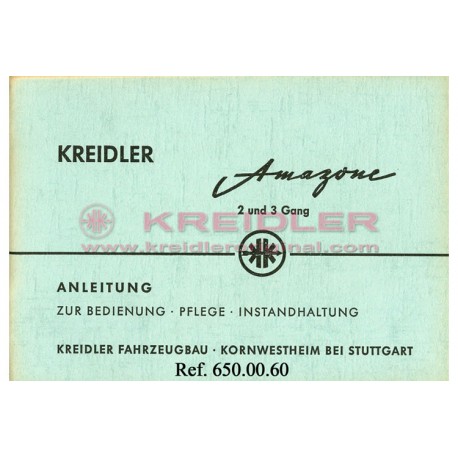 KREIDLER
Amazone
2 und 3 Gang
KREIDLER
www.kreidleroriginal.com
ANLEITUNG
ZUR BEDIENUNG · PFLEGE · INSTANDHALTUNG
KREIDLER FAHRZEUGBAU · KORNWESTHEIM BEI STUTTGART
Ref. 650.00.60